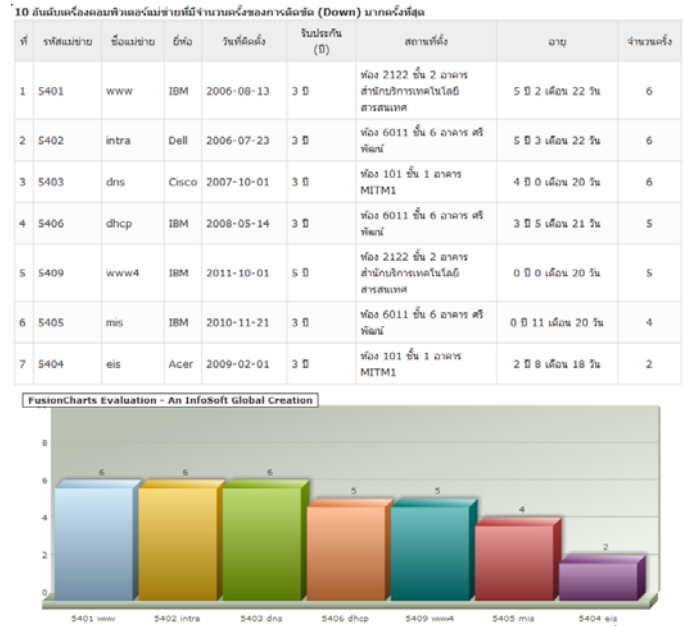 10 อันดับเครื่องคอมพิวเตอร์แม่ข่ายที่มีจำนวนครั้งของการติดขัด (Down) มากครั้งที่สุด
ที่ รหัสแม่ข่าย ชื่อแม่ข่าย ยี่ห้อ วันที่ติดตั้ง รับประกัน (ปี) สถานที่ตั้ง อายุ จำนวนครั้ง
1 5401 www IBM 2006-08-13 3 ปี ห้อง 2122 ชั้น 2 อาคาร สำนักบริการเทคโนโลยี สารสนเทศ 5 ปี 2 เดือน 22 วัน 6
2 5402 intra Dell 2006-07-23 3 ปี ห้อง 6011 ชั้น 6 อาคาร ศรี พัฒน์ 5 ปี 3 เดือน 22 วัน 6
3 5403 dns Cisco 2007-10-01 3 ปี ห้อง 101 ชั้น 1 อาคาร MITM1 4 ปี 0 เดือน 20 วัน 6
4 5406 dhcp IBM 2008-05-14 3 ปี ห้อง 6011 ชั้น 6 อาคาร ศรี พัฒน์ 3 ปี 5 เดือน 21 วัน 5
5 5409 www4 IBM 2011-10-01 5 ปี ห้อง 2122 ชั้น 2 อาคาร สำนักบริการเทคโนโลยี สารสนเทศ 0 ปี 0 เดือน 20 วัน 5
6 5405 mis IBM 2010-11-21 3 ปี ห้อง 6011 ชั้น 6 อาคาร ศรี พัฒน์ 0 ปี 11 เดือน 20 วัน 4
7 5404 eis Acer 2009-02-01 3 ปี ห้อง 101 ชั้น 1 อาคาร MITM1 2 ปี 8 เดือน 18 วัน 2
FusionCharts Evaluation - An InfoSoft Global Creation
8
6
4
2
0
6 6 6 5 5 4 2
5401 www 5402 intra 5403 dns 5406 dhcp 5409 www4 5405 mis 5404 eis